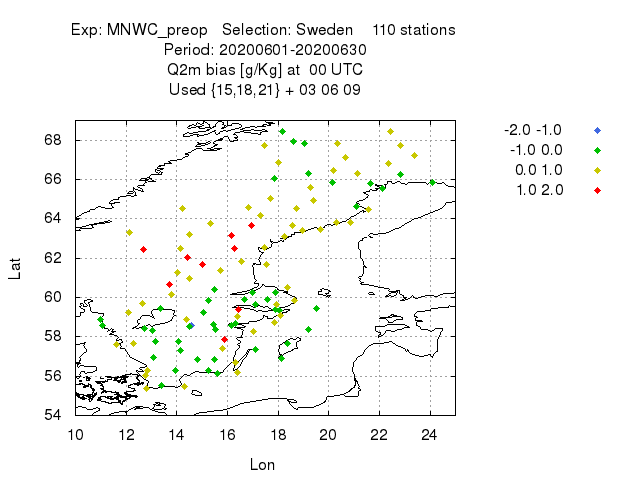 Exp: MNWC_preop   Selection: Sweden    110 stations
Period: 20200601-20200630
Q2m bias [g/Kg] at  00 UTC
Used {15,18,21} + 03 06 09
-2.0 -1.0
-1.0 0.0
0.0 1.0
1.0 2.0
68
66
64
62
60
58
56
54
Lat
10 12 14 16 18 20 22 24
Lon